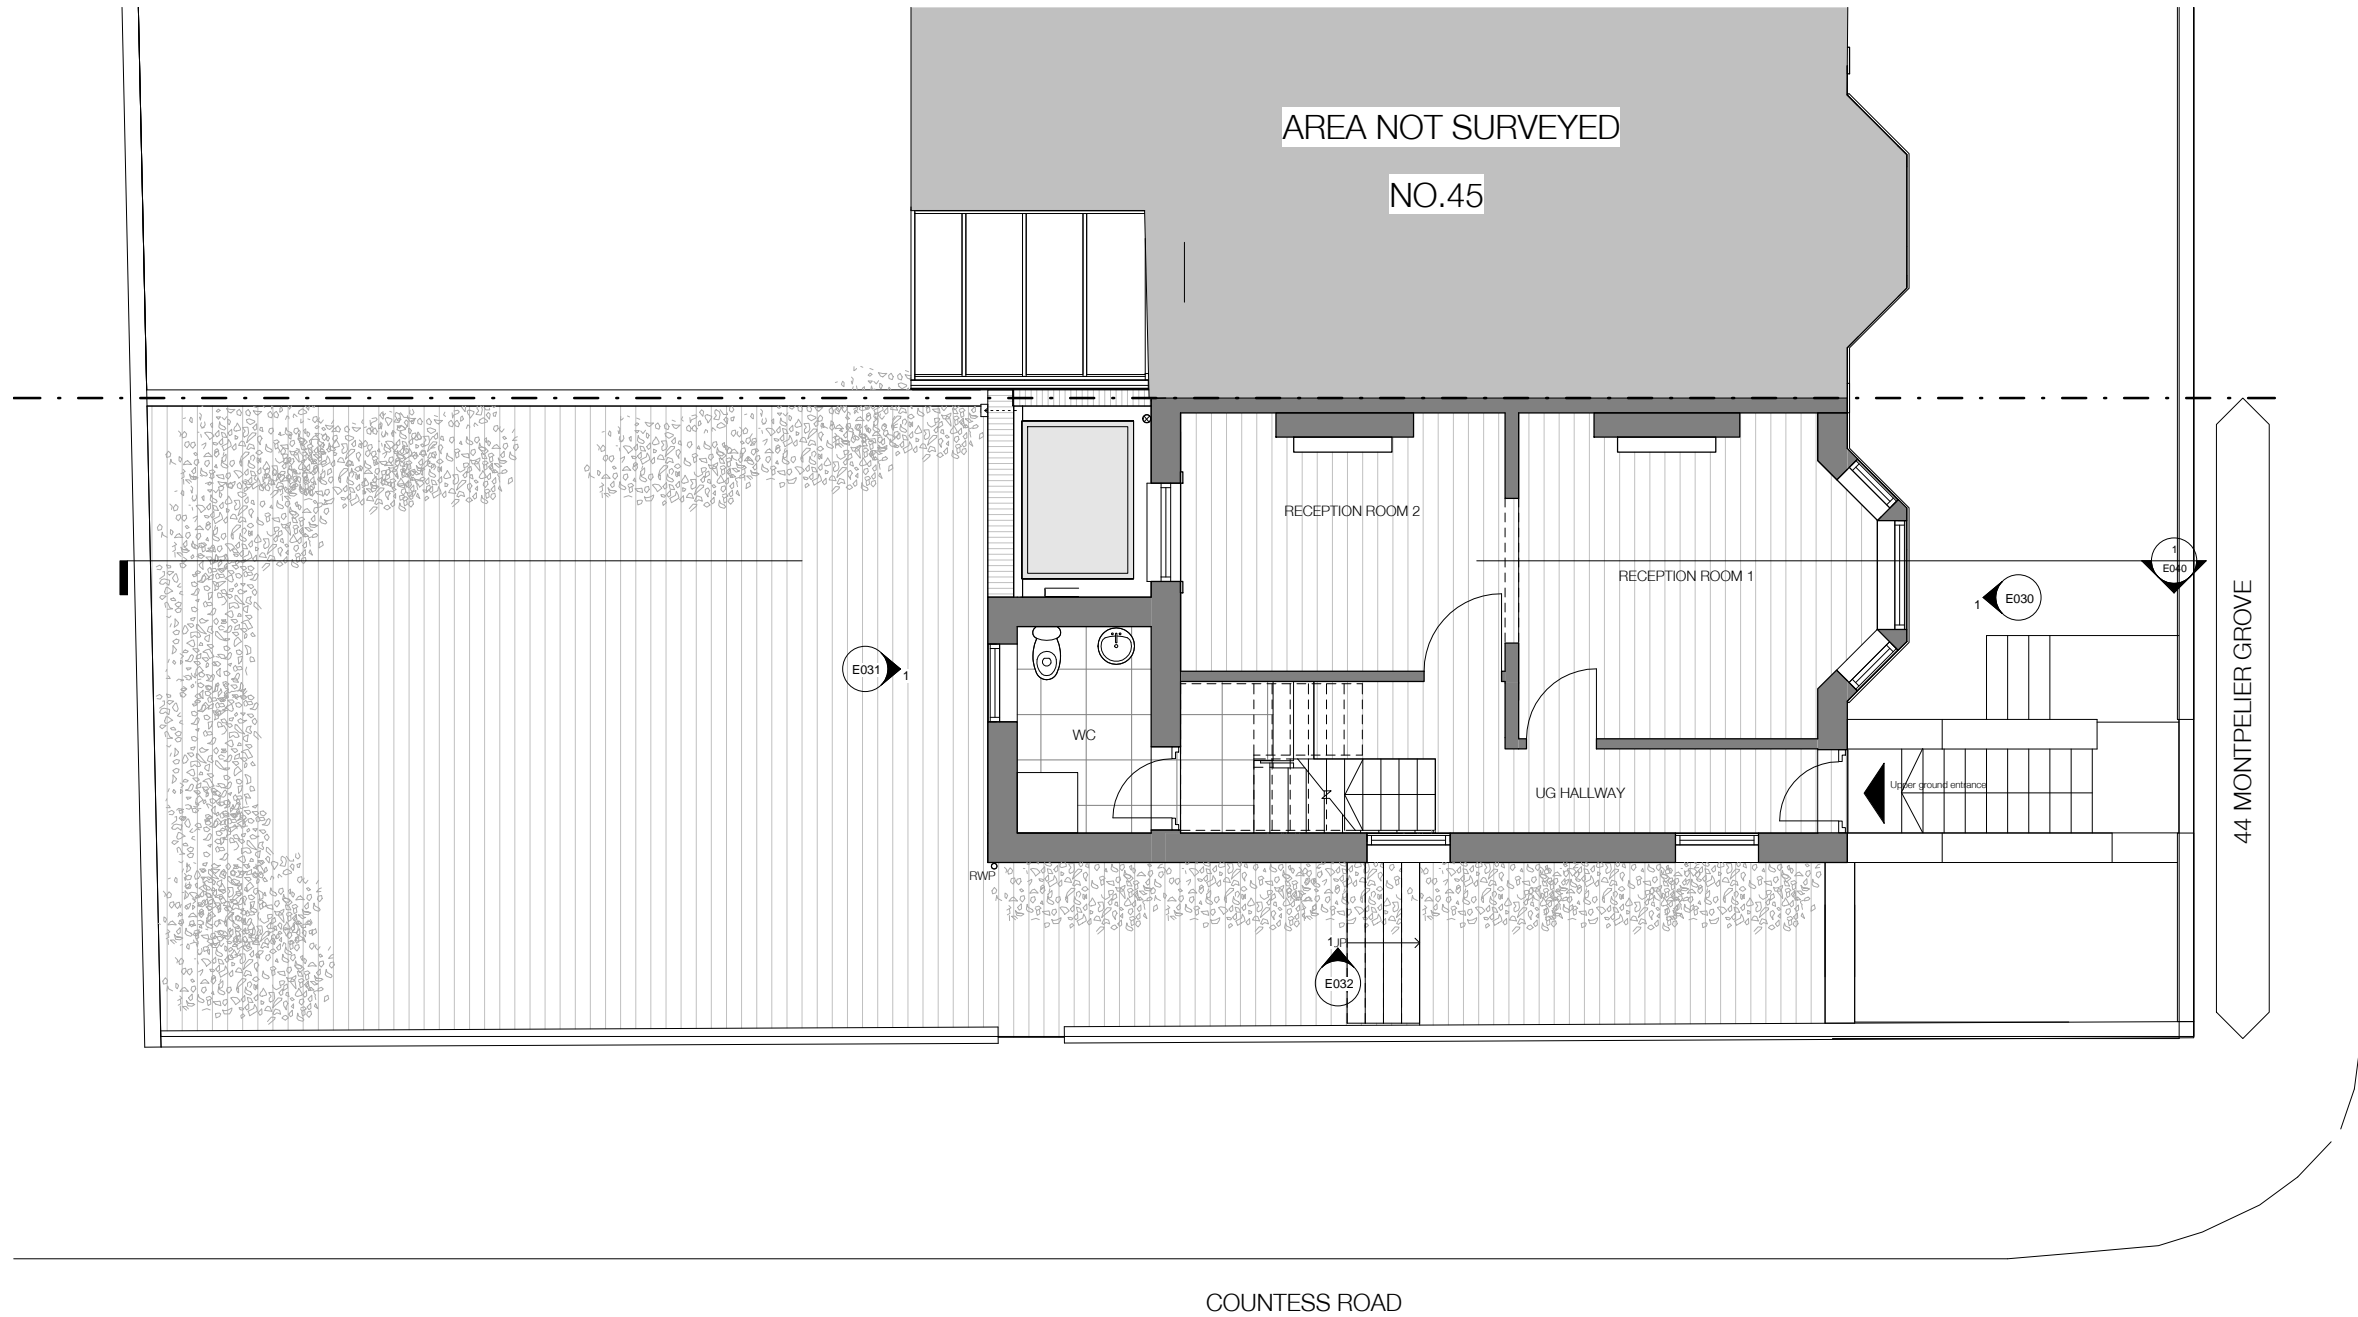 AREA NOT SURVEYED
NO.45
RECEPTION ROOM 2
RECEPTION ROOM 1
1
E040
E030
1
E031
1
44 MONTPELIER GROVE
WC
UG HALLWAY
Upper ground entrance
RWP
1
E032
COUNTESS ROAD